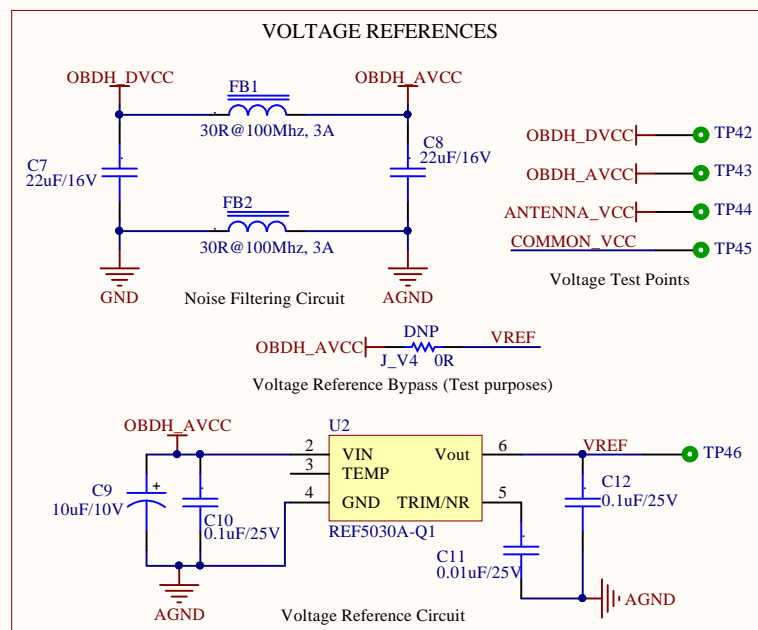 VOLTAGE REFERENCES
OBDH_DVCC
FB1
OBDH_AVCC
30R@100Mhz, 3A
C7
22uF/16V
C8
22uF/16V
FB2
30R@100Mhz, 3A
GND
Noise Filtering Circuit
AGND
OBDH_DVCC
TP42
OBDH_AVCC
TP43
ANTENNA_VCC
TP44
COMMON_VCC
TP45
Voltage Test Points
OBDH_AVCC
DNP
VREF
J_V4
0R
Voltage Reference Bypass (Test purposes)
OBDH_AVCC
U2
2
VIN
Vout
6
VREF
TP46
3
TEMP
4
GND
TRIM/NR
5
REF5030A-Q1
C9
10uF/10V
C10
0.1uF/25V
C11
0.01uF/25V
C12
0.1uF/25V
AGND
AGND
Voltage Reference Circuit